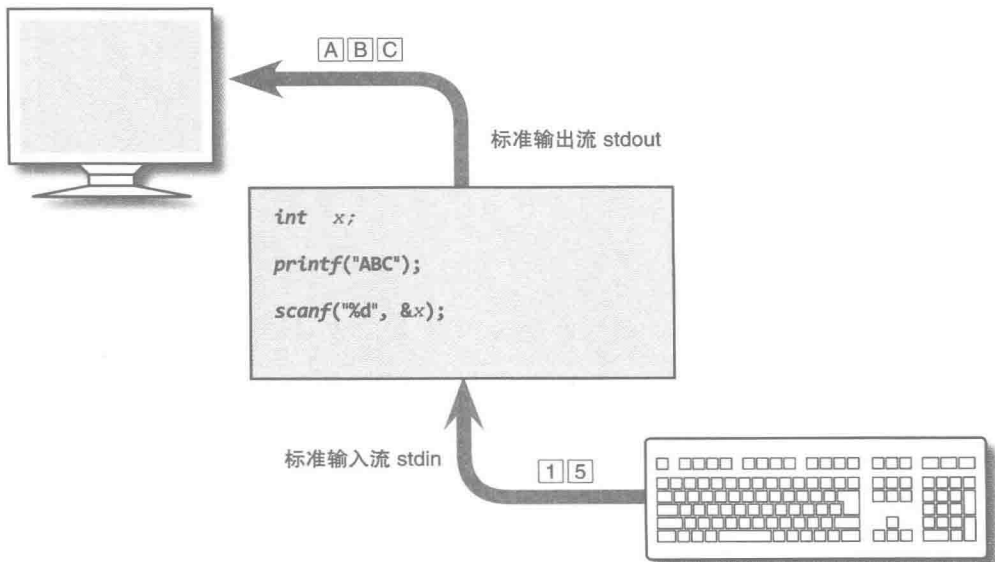 A B C
标准输出流 stdout
int x;
printf("ABC");
scanf("%d", &x);
标准输入流 stdin
1 5